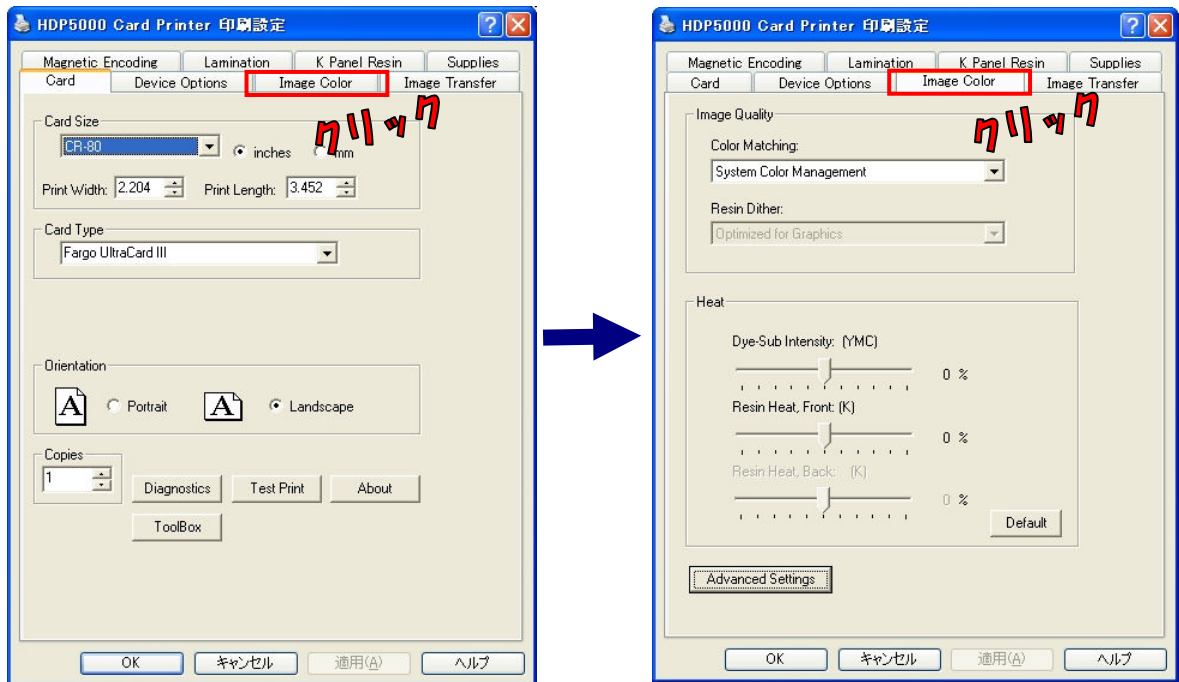 HDP5000 Card Printer 印刷設定
Magnetic Encoding Lamination K Panel Resin Supplies
Card Device Options Image Color Image Transfer
クリック
Card Size
CR-80 inches mm
Print Width: 2.204 Print Length: 3.452
Card Type
Fargo UltraCard III
Orientation
A Portrait A Landscape
Copies
1
Diagnostics Test Print About
ToolBox
OK キャンセル 適用(A) ヘルプ
HDP5000 Card Printer 印刷設定
Magnetic Encoding Lamination K Panel Resin Supplies
Card Device Options Image Color Image Transfer
クリック
Image Quality
Color Matching:
System Color Management
Resin Dither:
Optimized for Graphics
Heat
Dye-Sub Intensity: (YMC)
0 %
Resin Heat, Front: (K)
0 %
Resin Heat, Back: (K)
0 %
Default
Advanced Settings
OK キャンセル 適用(A) ヘルプ